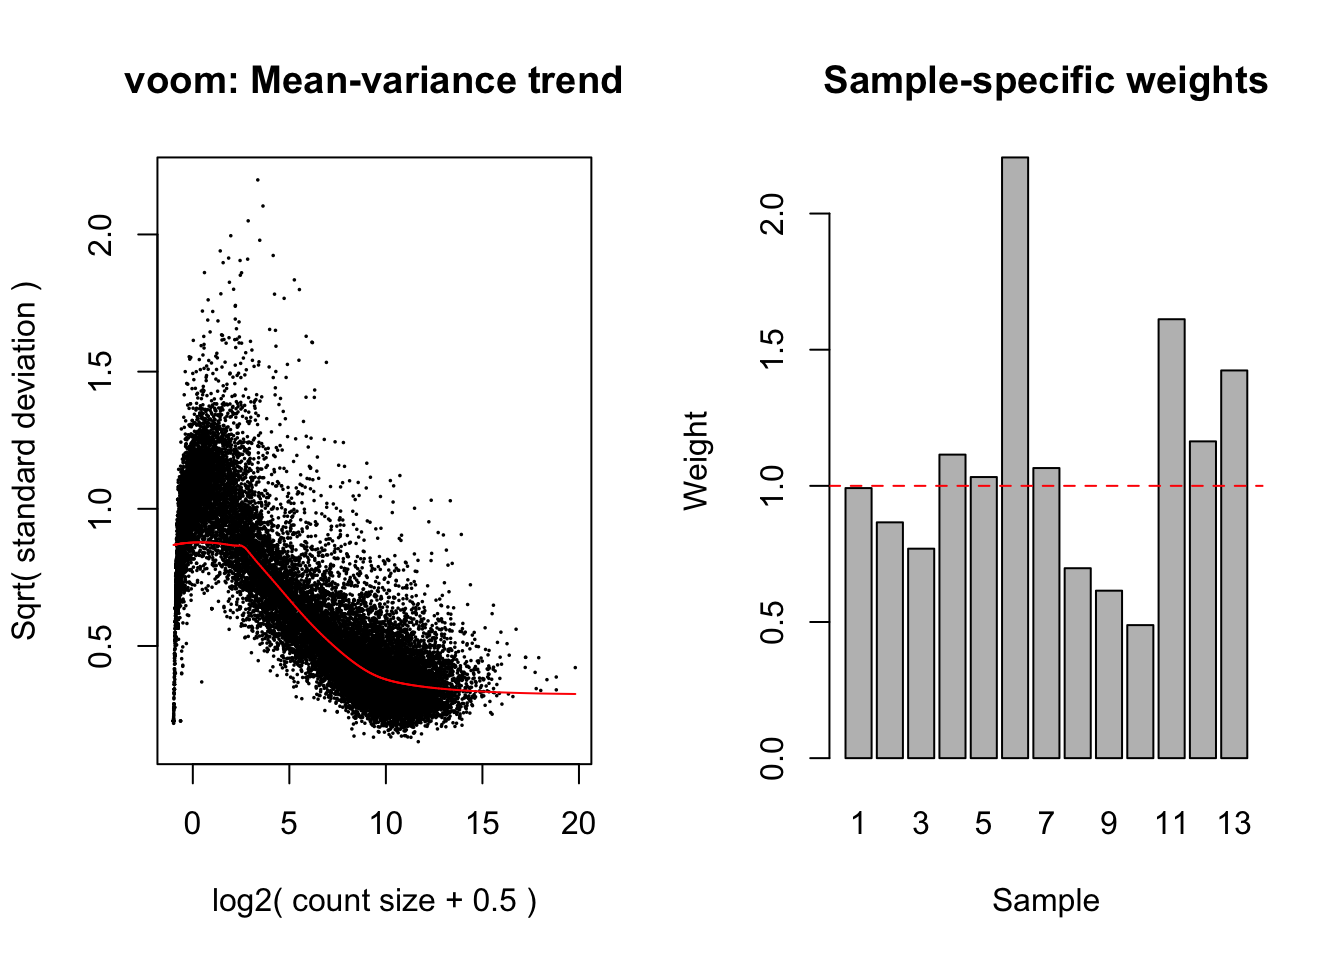 voom: Mean-variance trend
Sqrt( standard deviation )
2.0
1.5
1.0
0.5
0 5 10 15 20
log2( count size + 0.5 )
Sample-specific weights
Weight
2.0
1.5
1.0
0.5
0.0
1 3 5 7 9 11 13
Sample